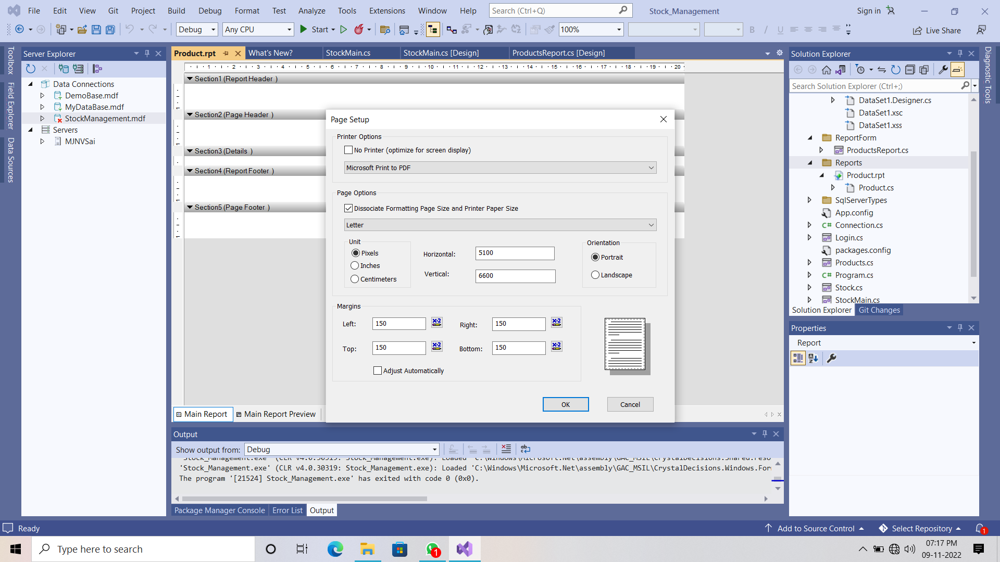 File Edit View Git Project Build Debug Format Test Analyze Tools Extensions Window Help Search (Ctrl+Q) Stock_Management Sign in
Debug Any CPU Start 100% B I U Live Share
Toolbox
Field Explorer
Data Sources
Server Explorer
Data Connections
DemoBase.mdf
MyDataBase.mdf
StockManagement.mdf
Servers
MJNVSai
Product.rpt What's New? StockMain.cs StockMain.cs [Design] ProductsReport.cs [Design]
1 2 3 4 5 6 7 8 9 10 11 12 13 14 15 16 17 18 19 20
Section1 (Report Header )
Section2 (Page Header )
Section3 (Details )
Section4 (Report Footer )
Section5 (Page Footer )
Page Setup
Printer Options
No Printer (optimize for screen display)
Microsoft Print to PDF
Page Options
Dissociate Formatting Page Size and Printer Paper Size
Letter
Unit
Pixels
Inches
Centimeters
Horizontal: 5100
Vertical: 6600
Orientation
Portrait
Landscape
Margins
Left: 150 Right: 150
Top: 150 Bottom: 150
Adjust Automatically
OK Cancel
Main Report Main Report Preview
Output
Show output from: Debug
'Stock_Management.exe' (CLR v4.0.30319: Stock_Management.exe): Loaded 'C:\Windows\Microsoft.Net\assembly\GAC_MSIL\CrystalDecisions.Shared.reso
'Stock_Management.exe' (CLR v4.0.30319: Stock_Management.exe): Loaded 'C:\Windows\Microsoft.Net\assembly\GAC_MSIL\CrystalDecisions.Windows.For
The program '[21524] Stock_Management.exe' has exited with code 0 (0x0).
Package Manager Console Error List Output
Solution Explorer
Search Solution Explorer (Ctrl+;)
DataSet1.Designer.cs
DataSet1.xsc
DataSet1.xss
ReportForm
ProductsReport.cs
Reports
Product.rpt
Product.cs
SqlServerTypes
App.config
C# Connection.cs
Login.cs
packages.config
Products.cs
C# Program.cs
Stock.cs
StockMain.cs
Solution Explorer Git Changes
Properties
Report
Diagnostic Tools
Ready Add to Source Control Select Repository 1
Type here to search 1 07:17 PM
09-11-2022